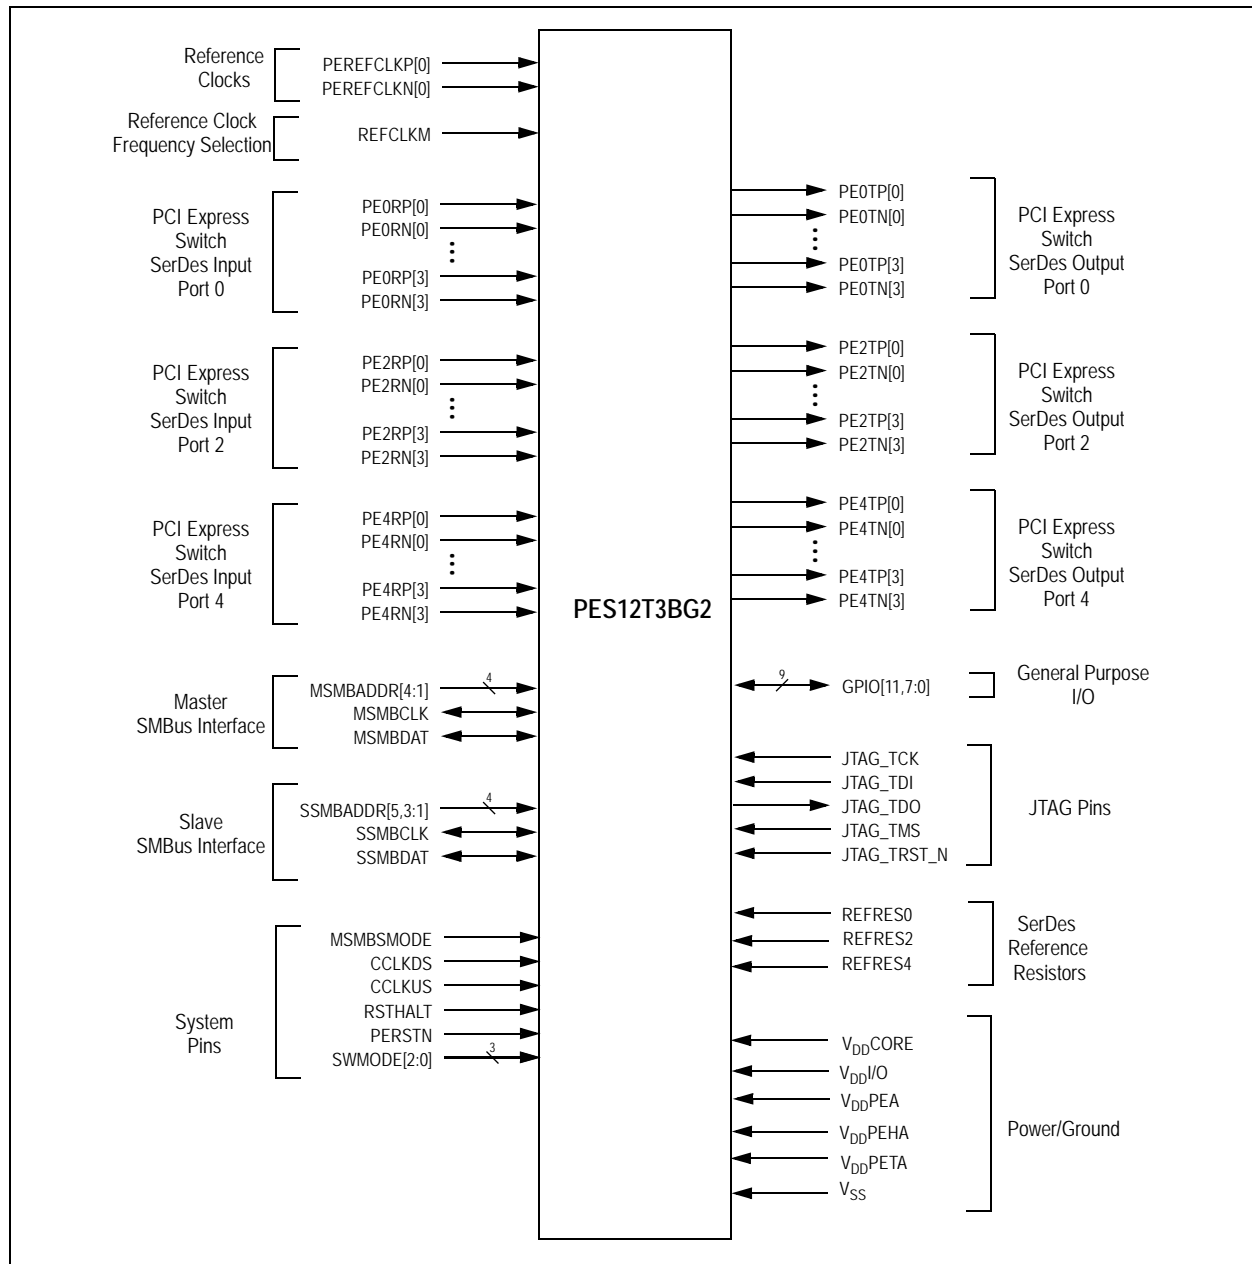 Reference
Clocks
PEREFCLKP[0]
PEREFCLKN[0]
Reference Clock
Frequency Selection
REFCLKM
PCI Express
Switch
SerDes Input
Port 0
PE0RP[0]
PE0RN[0]
PE0RP[3]
PE0RN[3]
PCI Express
Switch
SerDes Input
Port 2
PE2RP[0]
PE2RN[0]
PE2RP[3]
PE2RN[3]
PCI Express
Switch
SerDes Input
Port 4
PE4RP[0]
PE4RN[0]
PE4RP[3]
PE4RN[3]
Master
SMBus Interface
MSMBADDR[4:1]
4
MSMBCLK
MSMBDAT
Slave
SMBus Interface
SSMBADDR[5,3:1]
4
SSMBCLK
SSMBDAT
System
Pins
MSMBSMODE
CCLKDS
CCLKUS
RSTHALT
PERSTN
SWMODE[2:0]
3
PES12T3BG2
PE0TP[0]
PE0TN[0]
PE0TP[3]
PE0TN[3]
PCI Express
Switch
SerDes Output
Port 0
PE2TP[0]
PE2TN[0]
PE2TP[3]
PE2TN[3]
PCI Express
Switch
SerDes Output
Port 2
PE4TP[0]
PE4TN[0]
PE4TP[3]
PE4TN[3]
PCI Express
Switch
SerDes Output
Port 4
9
GPIO[11,7:0]
General Purpose
I/O
JTAG_TCK
JTAG_TDI
JTAG_TDO
JTAG_TMS
JTAG_TRST_N
JTAG Pins
REFRES0
REFRES2
REFRES4
SerDes
Reference
Resistors
VDDCORE
VDDI/O
VDDPEA
VDDPEHA
VDDPETA
VSS
Power/Ground